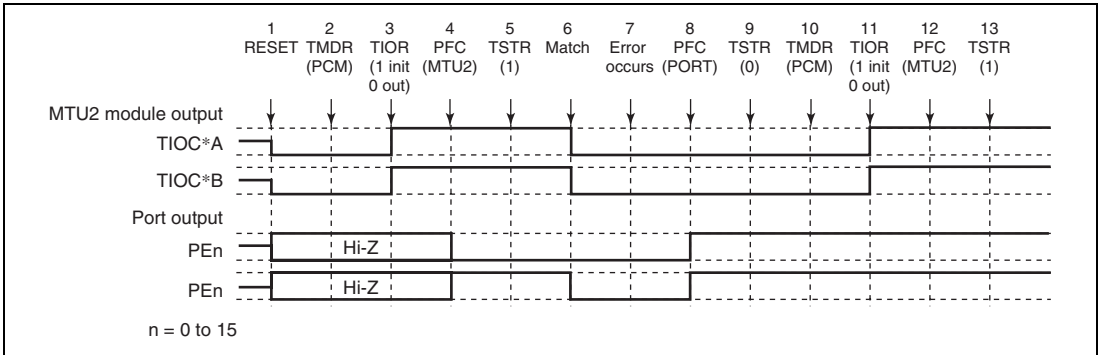 1 2 3 4 5 6 7 8 9 10 11 12 13
RESET TMDR TIOR PFC TSTR Match Error PFC TSTR TMDR TIOR PFC TSTR
(PCM) (1 init (MTU2) (1) occurs (PORT) (0) (PCM) (1 init (MTU2) (1)
0 out) 0 out)
MTU2 module output
TIOC*A
TIOC*B
Port output
PEn Hi-Z
PEn Hi-Z
n = 0 to 15